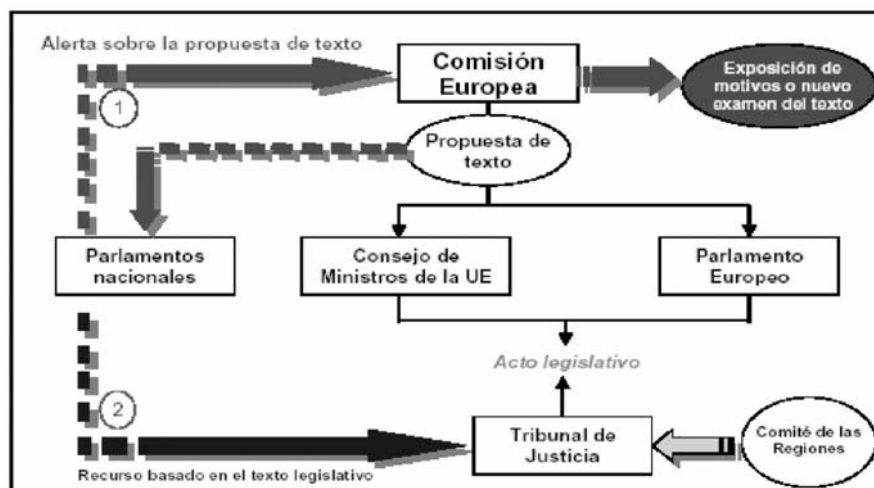 Alerta sobre la propuesta de texto
Comisión
Europea
Exposición de
motivos o nuevo
examen del texto
1
Propuesta de
texto
Parlamentos
nacionales
Consejo de
Ministros de la UE
Parlamento
Europeo
Acto legislativo
2
Tribunal de
Justicia
Comité de las
Regiones
Recurso basado en el texto legislativo